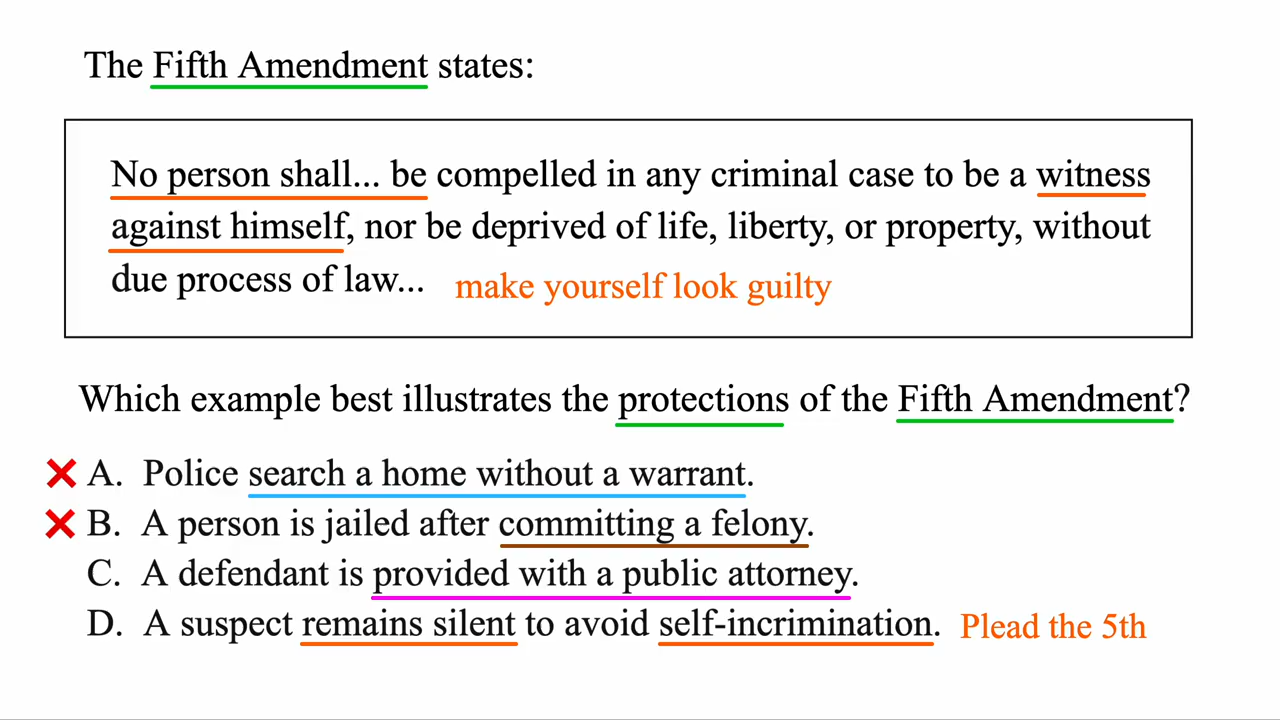 The Fifth Amendment states:
No person shall... be compelled in any criminal case to be a witness
against himself, nor be deprived of life, liberty, or property, without
due process of law... make yourself look guilty
Which example best illustrates the protections of the Fifth Amendment?
A. Police search a home without a warrant.
B. A person is jailed after committing a felony.
C. A defendant is provided with a public attorney.
D. A suspect remains silent to avoid self-incrimination. Plead the 5th